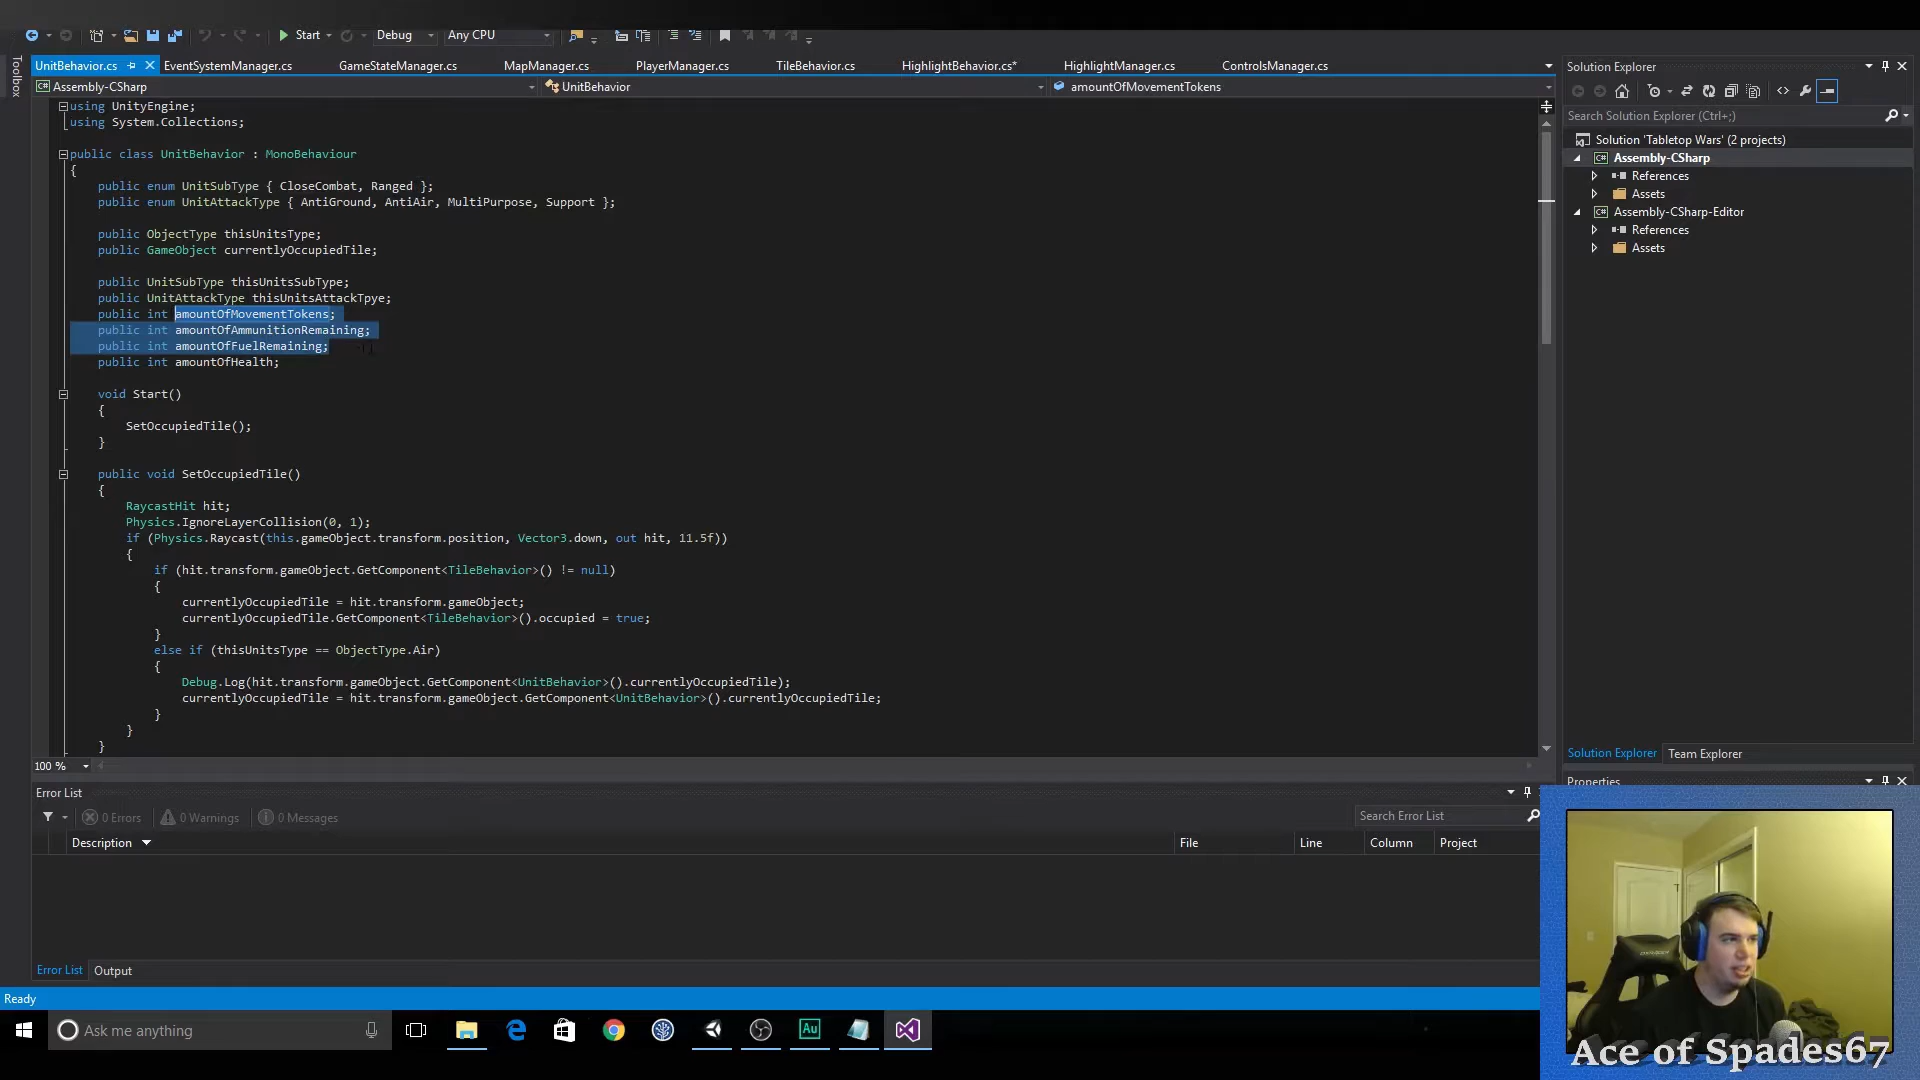 Start
Debug
Any CPU
UnitBehavior.cs
EventSystemManager.cs
GameStateManager.cs
MapManager.cs
PlayerManager.cs
TileBehavior.cs
HighlightBehavior.cs*
HighlightManager.cs
ControlsManager.cs
Toolbox
Assembly-CSharp
UnitBehavior
amountOfMovementTokens
using UnityEngine;
using System.Collections;
public class UnitBehavior : MonoBehaviour
{
public enum UnitSubType { CloseCombat, Ranged };
public enum UnitAttackType { AntiGround, AntiAir, MultiPurpose, Support };
public ObjectType thisUnitsType;
public GameObject currentlyOccupiedTile;
public UnitSubType thisUnitsSubType;
public UnitAttackType thisUnitsAttackTpye;
public int amountOfMovementTokens;
public int amountOfAmmunitionRemaining;
public int amountOfFuelRemaining;
public int amountOfHealth;
void Start()
{
SetOccupiedTile();
}
public void SetOccupiedTile()
{
RaycastHit hit;
Physics.IgnoreLayerCollision(0, 1);
if (Physics.Raycast(this.gameObject.transform.position, Vector3.down, out hit, 11.5f))
{
if (hit.transform.gameObject.GetComponent<TileBehavior>() != null)
{
currentlyOccupiedTile = hit.transform.gameObject;
currentlyOccupiedTile.GetComponent<TileBehavior>().occupied = true;
}
else if (thisUnitsType == ObjectType.Air)
{
Debug.Log(hit.transform.gameObject.GetComponent<UnitBehavior>().currentlyOccupiedTile);
currentlyOccupiedTile = hit.transform.gameObject.GetComponent<UnitBehavior>().currentlyOccupiedTile;
}
}
}
100 %
Solution Explorer
Search Solution Explorer (Ctrl+;)
Solution 'Tabletop Wars' (2 projects)
Assembly-CSharp
References
Assets
Assembly-CSharp-Editor
References
Assets
Solution Explorer
Team Explorer
Properties
Error List
0 Errors
0 Warnings
0 Messages
Search Error List
Description
File
Line
Column
Project
Error List
Output
Ready
Ask me anything
Au
Ace of Spades67